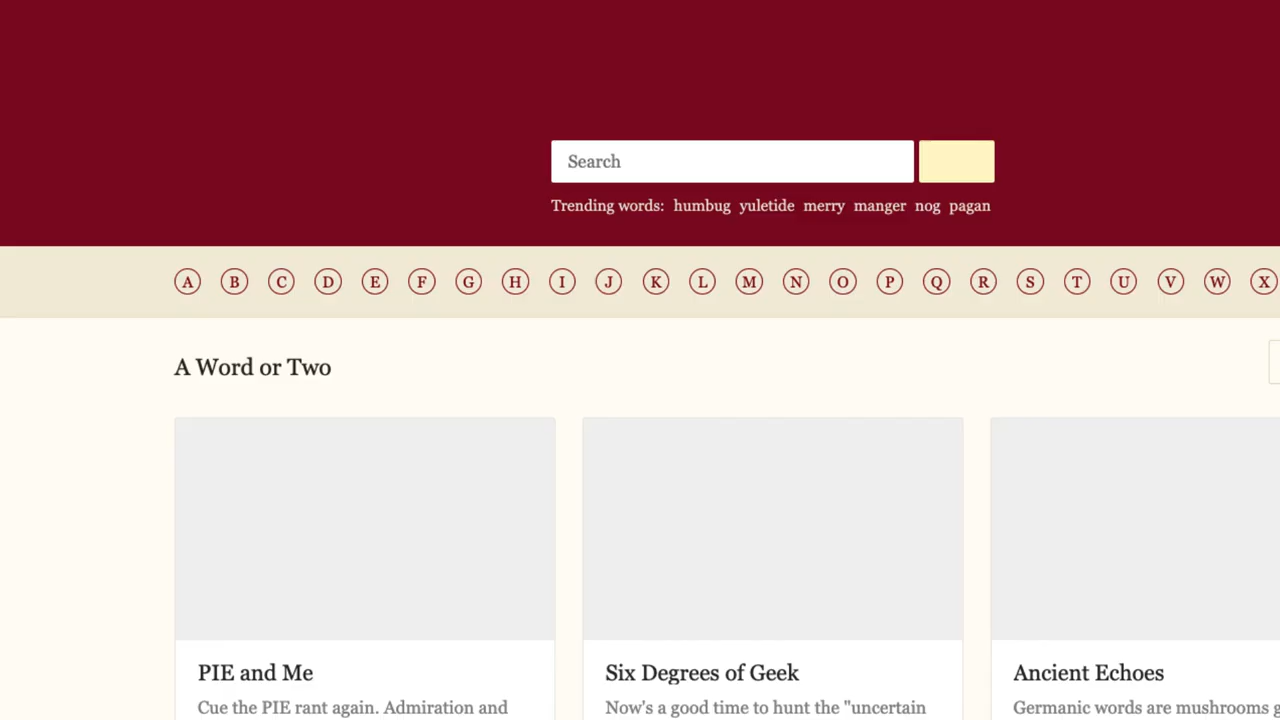 Search
Trending words: humbug yuletide merry manger nog pagan
A B C D E F G H I J K L M N O P Q R S T U V W X
A Word or Two
PIE and Me
Cue the PIE rant again. Admiration and
Six Degrees of Geek
Now's a good time to hunt the "uncertain
Ancient Echoes
Germanic words are mushrooms